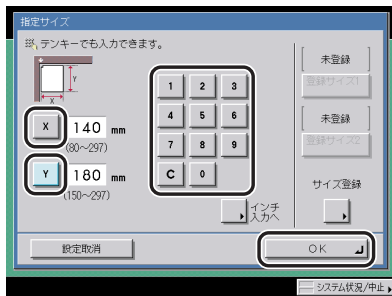 指定サイズ
テンキーでも入力できます。
Y
X
X 140 mm
(80～297)
Y 180 mm
(150～297)
1 2 3
4 5 6
7 8 9
C 0
インチ
入力へ
未登録
登録サイズ1
未登録
登録サイズ2
サイズ登録
設定取消
OK
システム状況/中止